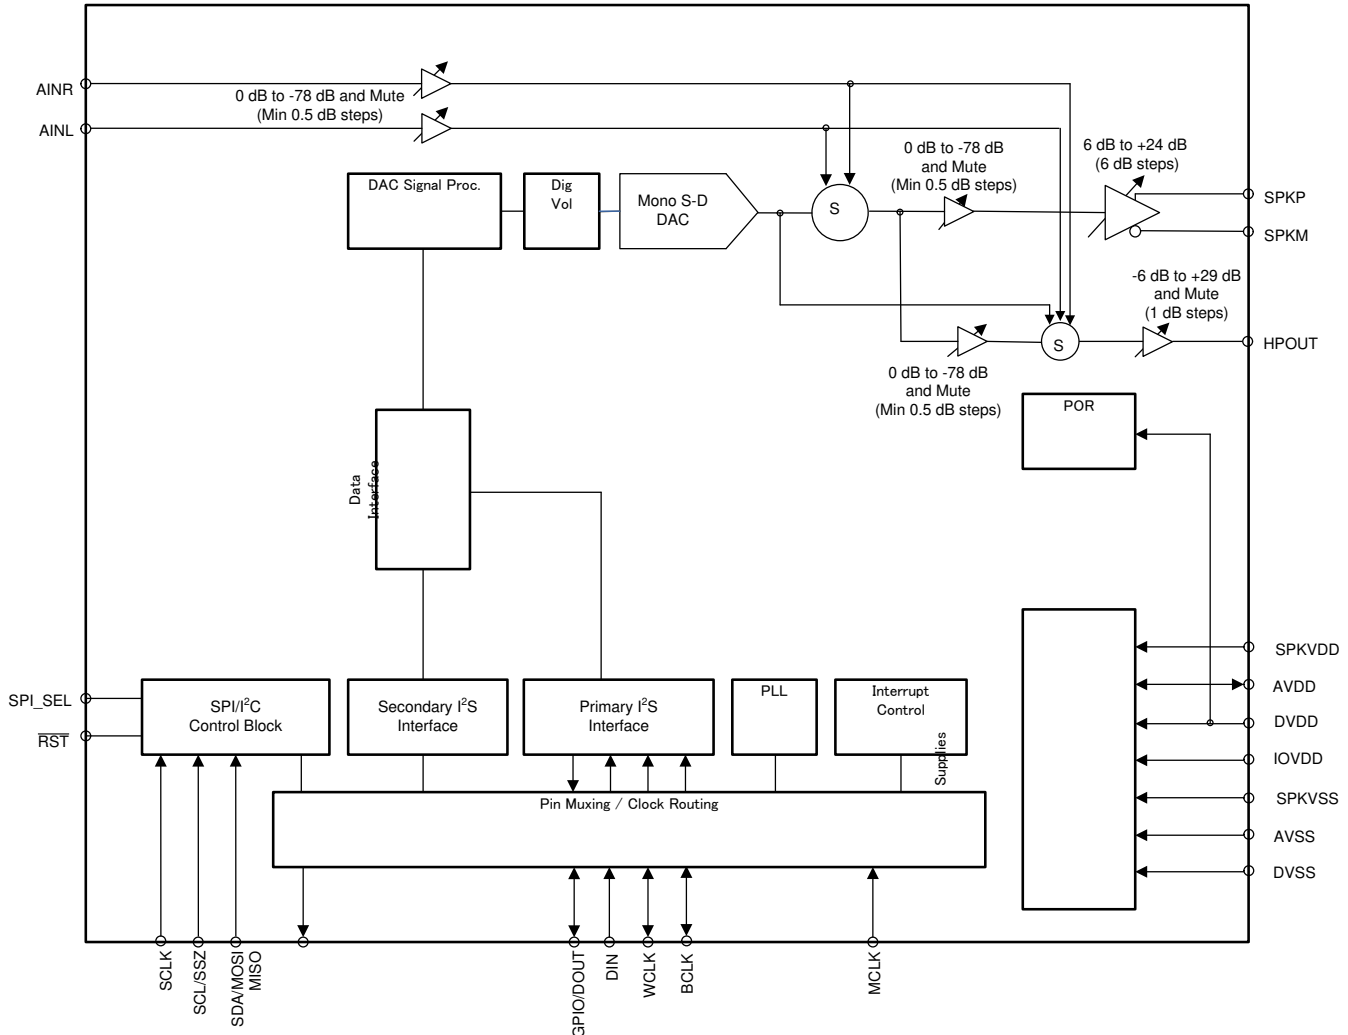 AINR
0 dB to -78 dB and Mute
(Min 0.5 dB steps)
AINL
0 dB to -78 dB
and Mute
(Min 0.5 dB steps)
6 dB to +24 dB
(6 dB steps)
DAC Signal Proc.
Dig
Vol
Mono S-D
DAC
S
SPKP
SPKM
-6 dB to +29 dB
and Mute
(1 dB steps)
S
HPOUT
0 dB to -78 dB
and Mute
(Min 0.5 dB steps)
POR
Data
Interface
SPKVDD
AVDD
DVDD
IOVDD
SPKVSS
AVSS
DVSS
Supplies
SPI_SEL
RST
SPI/I²C
Control Block
Secondary I²S
Interface
Primary I²S
Interface
PLL
Interrupt
Control
Pin Muxing / Clock Routing
SCLK
SCL/SSZ
SDA/MOSI
MISO
GPIO/DOUT
DIN
WCLK
BCLK
MCLK